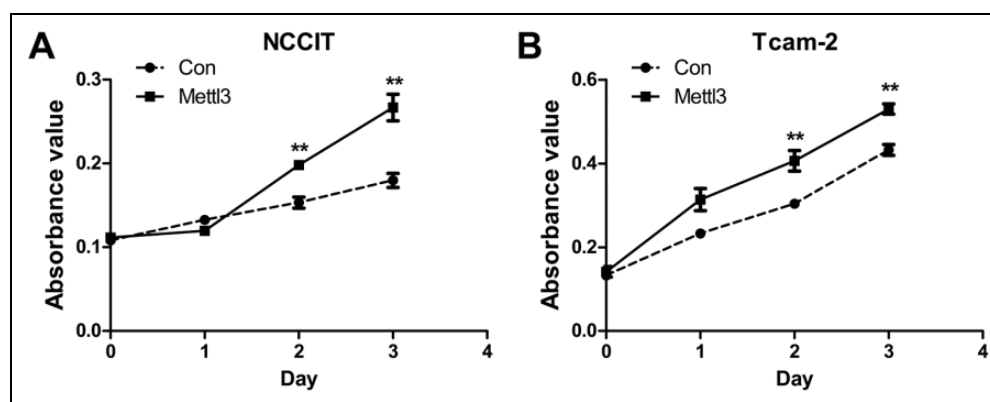 A
NCCIT
Con
Mettl3
Absorbance value
0.3
0.2
0.1
0.0
**
**
0 1 2 3 4
Day
B
Tcam-2
Con
Mettl3
Absorbance value
0.6
0.4
0.2
0.0
**
**
0 1 2 3 4
Day